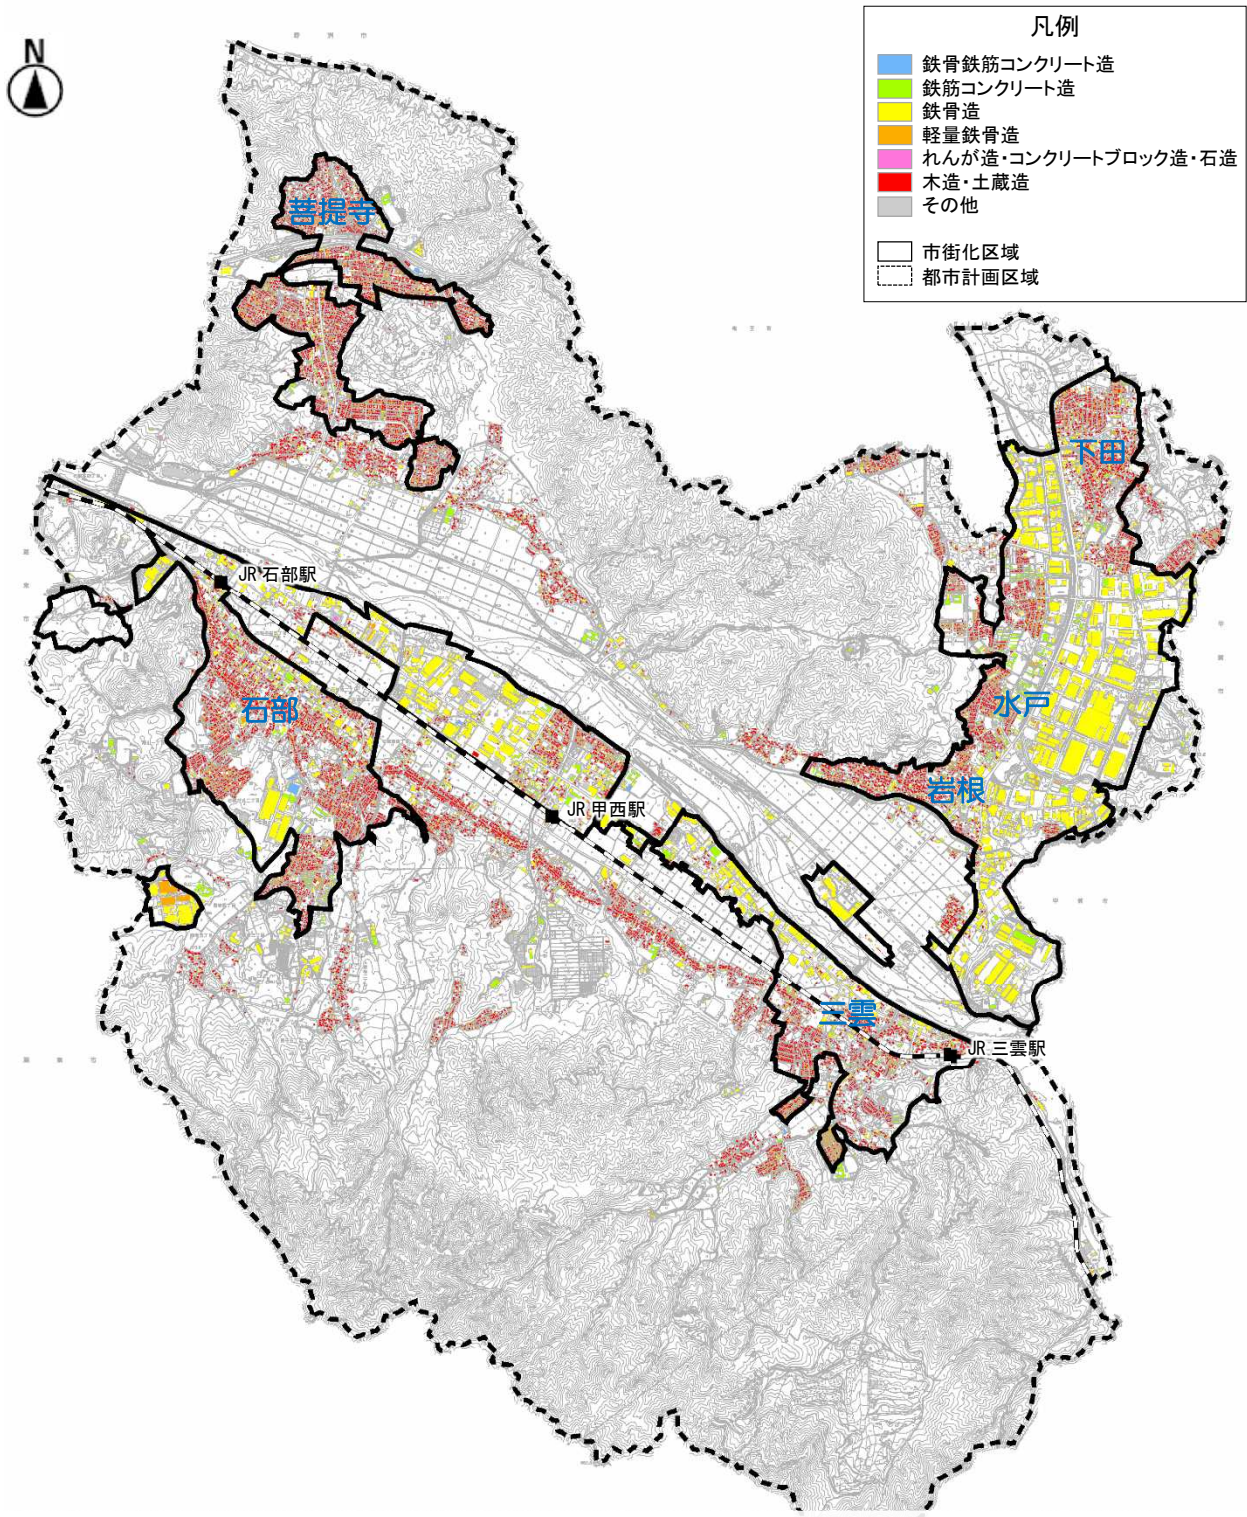 N
凡例
鉄骨鉄筋コンクリート造
鉄筋コンクリート造
鉄骨造
軽量鉄骨造
れんが造・コンクリートブロック造・石造
木造・土蔵造
その他
市街化区域
都市計画区域
菩提寺
下田
JR 石部駅
石部
水戸
岩根
JR 甲西駅
三雲
JR 三雲駅